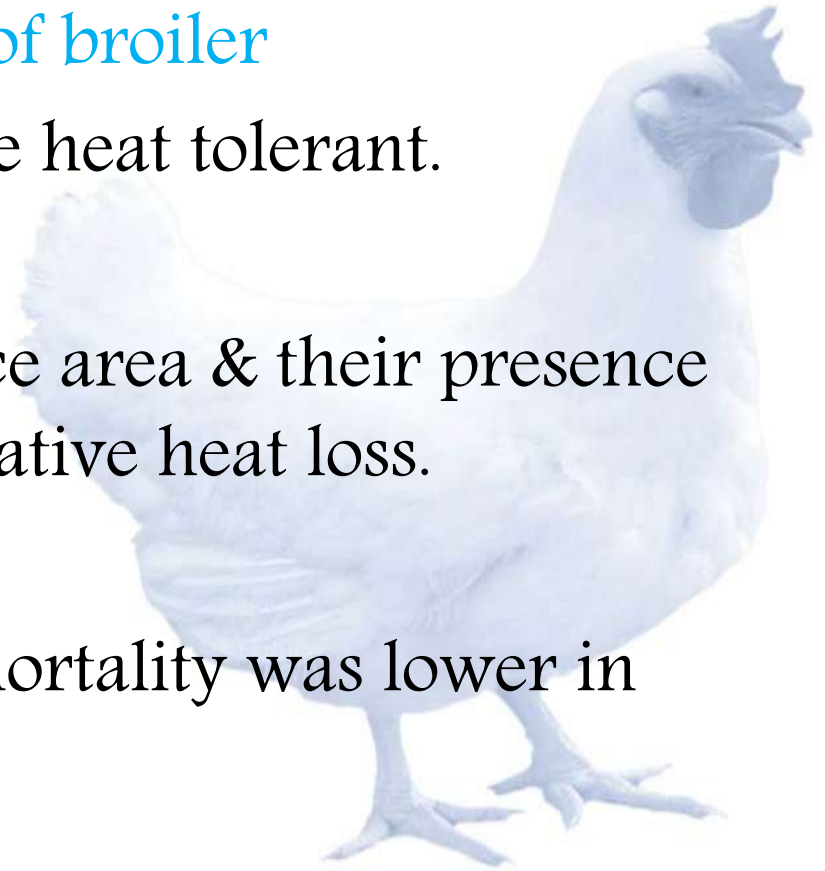 of broiler
e heat tolerant.
ce area & their presence
ative heat loss.
ortality was lower in